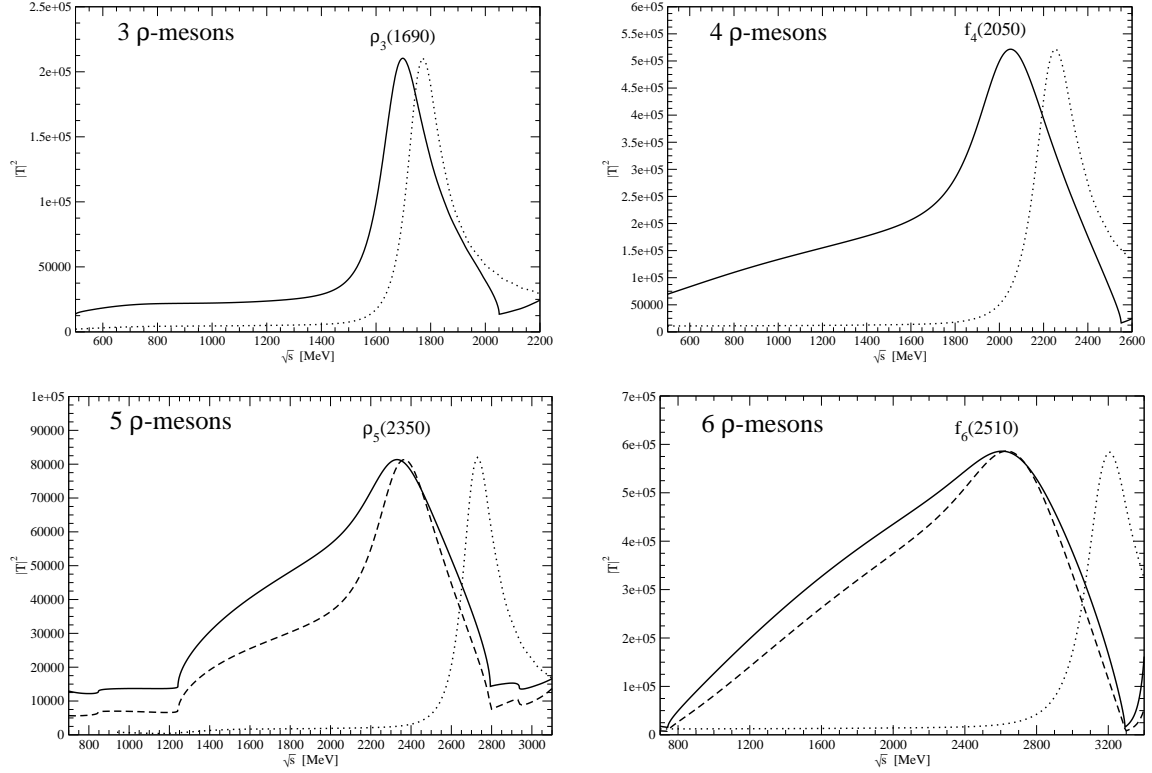 3 ρ-mesons
ρ3(1690)
2.5e+05
2e+05
1.5e+05
1e+05
50000
0
|T|²
600 800 1000 1200 1400 1600 1800 2000 2200
√s [MeV]
4 ρ-mesons
f4(2050)
6e+05
5.5e+05
5e+05
4.5e+05
4e+05
3.5e+05
3e+05
2.5e+05
2e+05
1.5e+05
1e+05
50000
0
|T|²
600 800 1000 1200 1400 1600 1800 2000 2200 2400 2600
√s [MeV]
5 ρ-mesons
ρ5(2350)
1e+05
90000
80000
70000
60000
50000
40000
30000
20000
10000
0
|T|²
800 1000 1200 1400 1600 1800 2000 2200 2400 2600 2800 3000
√s [MeV]
6 ρ-mesons
f6(2510)
7e+05
6e+05
5e+05
4e+05
3e+05
2e+05
1e+05
0
|T|²
800 1200 1600 2000 2400 2800 3200
√s [MeV]